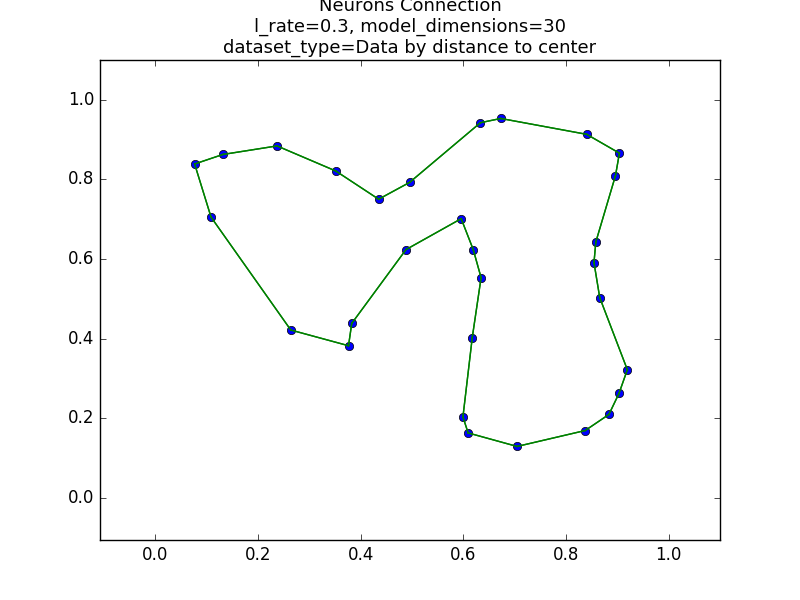 Neurons Connection
l_rate=0.3, model_dimensions=30
dataset_type=Data by distance to center
1.0
0.8
0.6
0.4
0.2
0.0
0.0 0.2 0.4 0.6 0.8 1.0